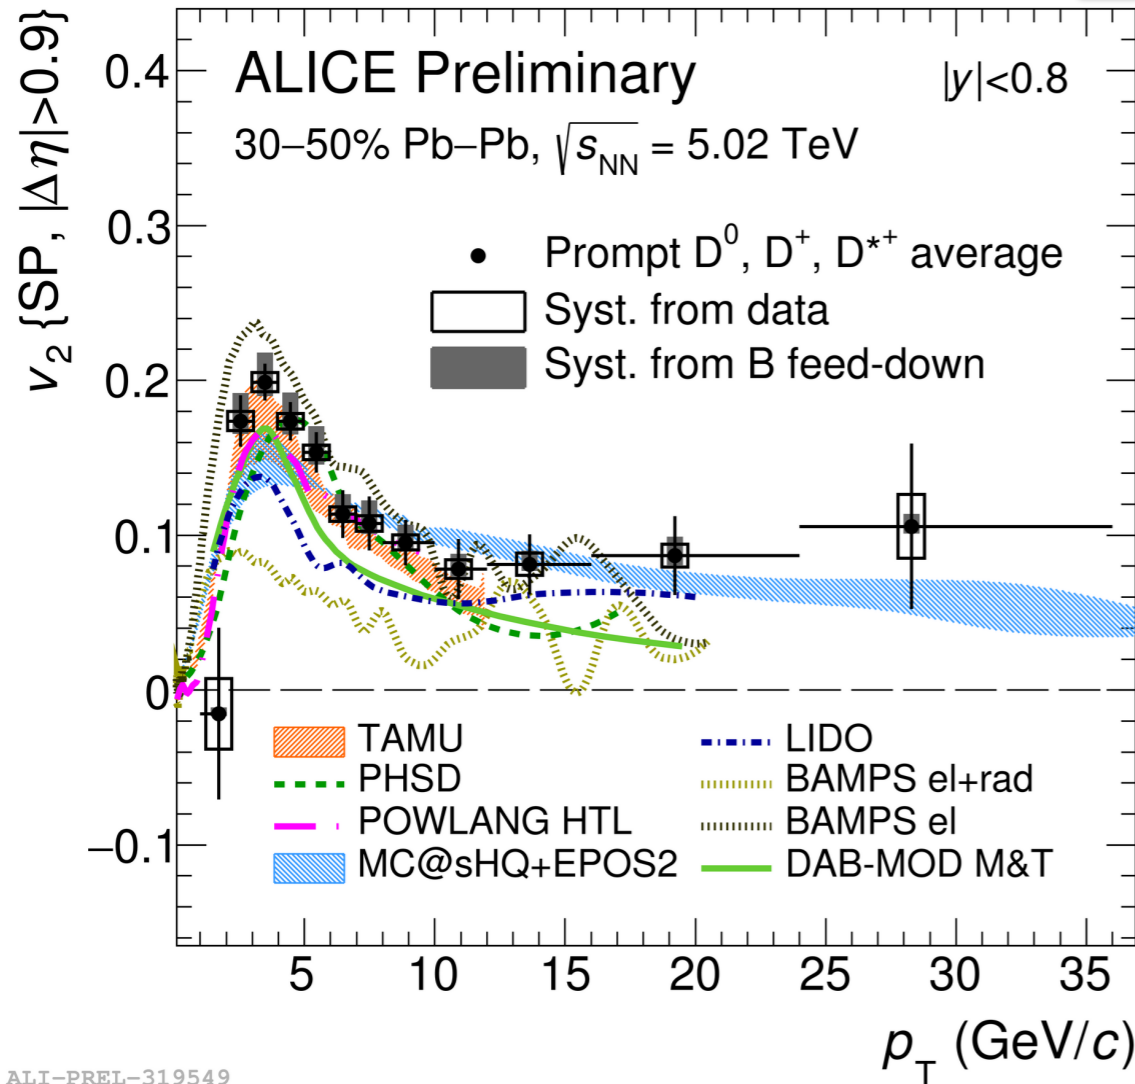 v₂ {SP, |Δη|>0.9}
0.4
0.3
0.2
0.1
0
−0.1
ALICE Preliminary
|y|<0.8
30–50% Pb–Pb, √s_NN = 5.02 TeV
Prompt D⁰, D⁺, D*⁺ average
Syst. from data
Syst. from B feed-down
TAMU
PHSD
POWLANG HTL
MC@sHQ+EPOS2
LIDO
BAMPS el+rad
BAMPS el
DAB-MOD M&T
5 10 15 20 25 30 35
p_T (GeV/c)
ALI-PREL-319549